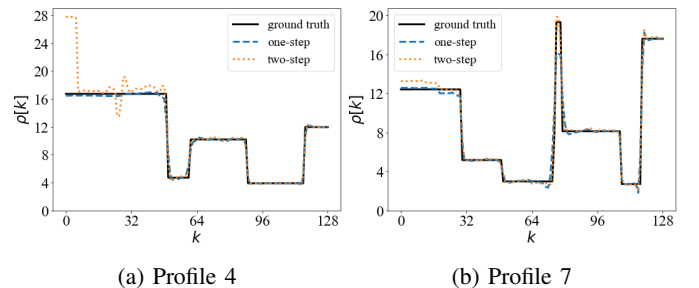 28
24
20
16
12
8
4
0
ρ[k]
ground truth
one-step
two-step
0 32 64 96 128
k
(a) Profile 4
20
16
12
8
4
0
ρ[k]
ground truth
one-step
two-step
0 32 64 96 128
k
(b) Profile 7